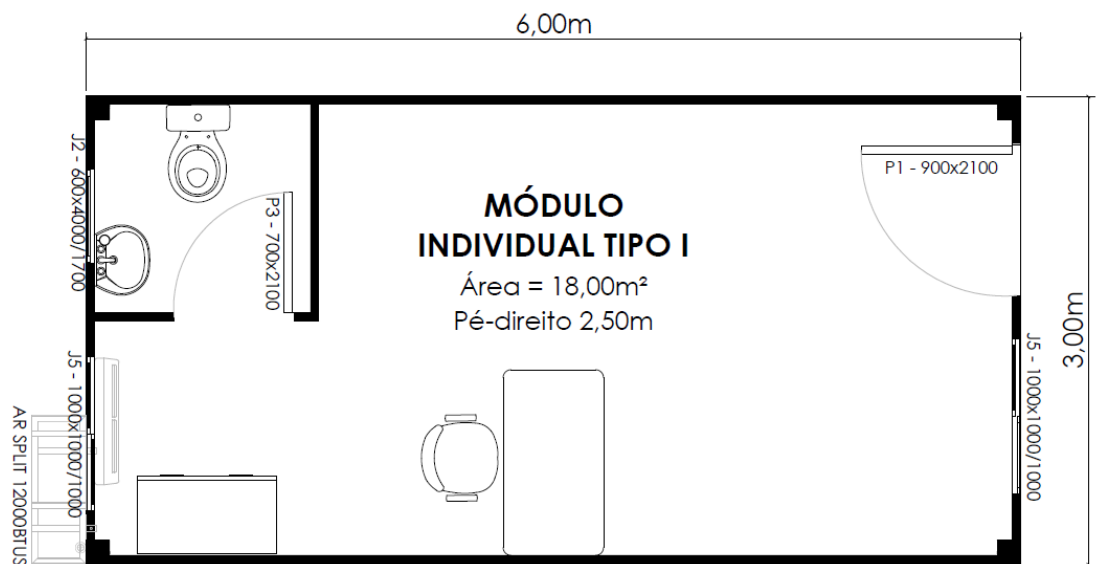 6,00m
J2 - 600x4000/1700
P3 - 700x2100
MÓDULO
INDIVIDUAL TIPO I
Área = 18,00m²
Pé-direito 2,50m
P1 - 900x2100
3,00m
J5 - 1000x1000/1000
J5 - 1000x1000/1000
AR SPLIT 12000BTUS